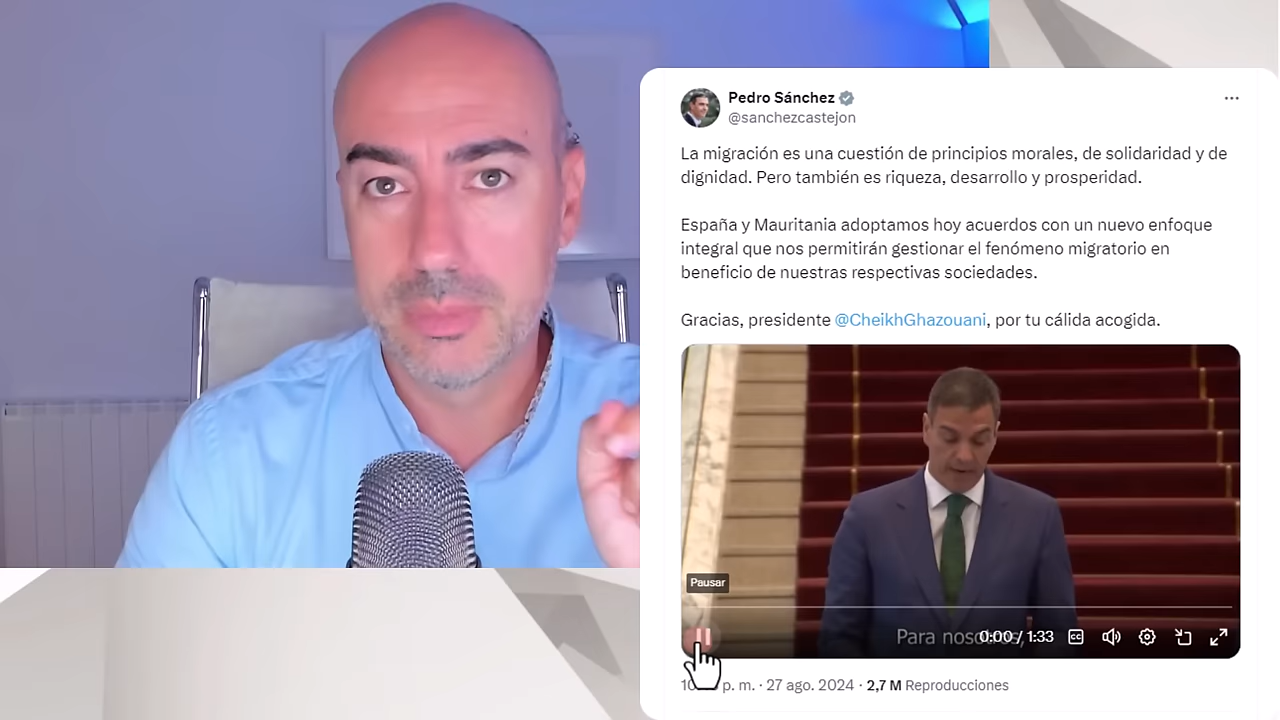 Pedro Sánchez
@sanchezcastejon
La migración es una cuestión de principios morales, de solidaridad y de
dignidad. Pero también es riqueza, desarrollo y prosperidad.
España y Mauritania adoptamos hoy acuerdos con un nuevo enfoque
integral que nos permitirán gestionar el fenómeno migratorio en
beneficio de nuestras respectivas sociedades.
Gracias, presidente @CheikhGhazouani, por tu cálida acogida.
Pausar
Para
0:00 / 1:33
CC
p. m. · 27 ago. 2024 · 2,7 M Reproducciones